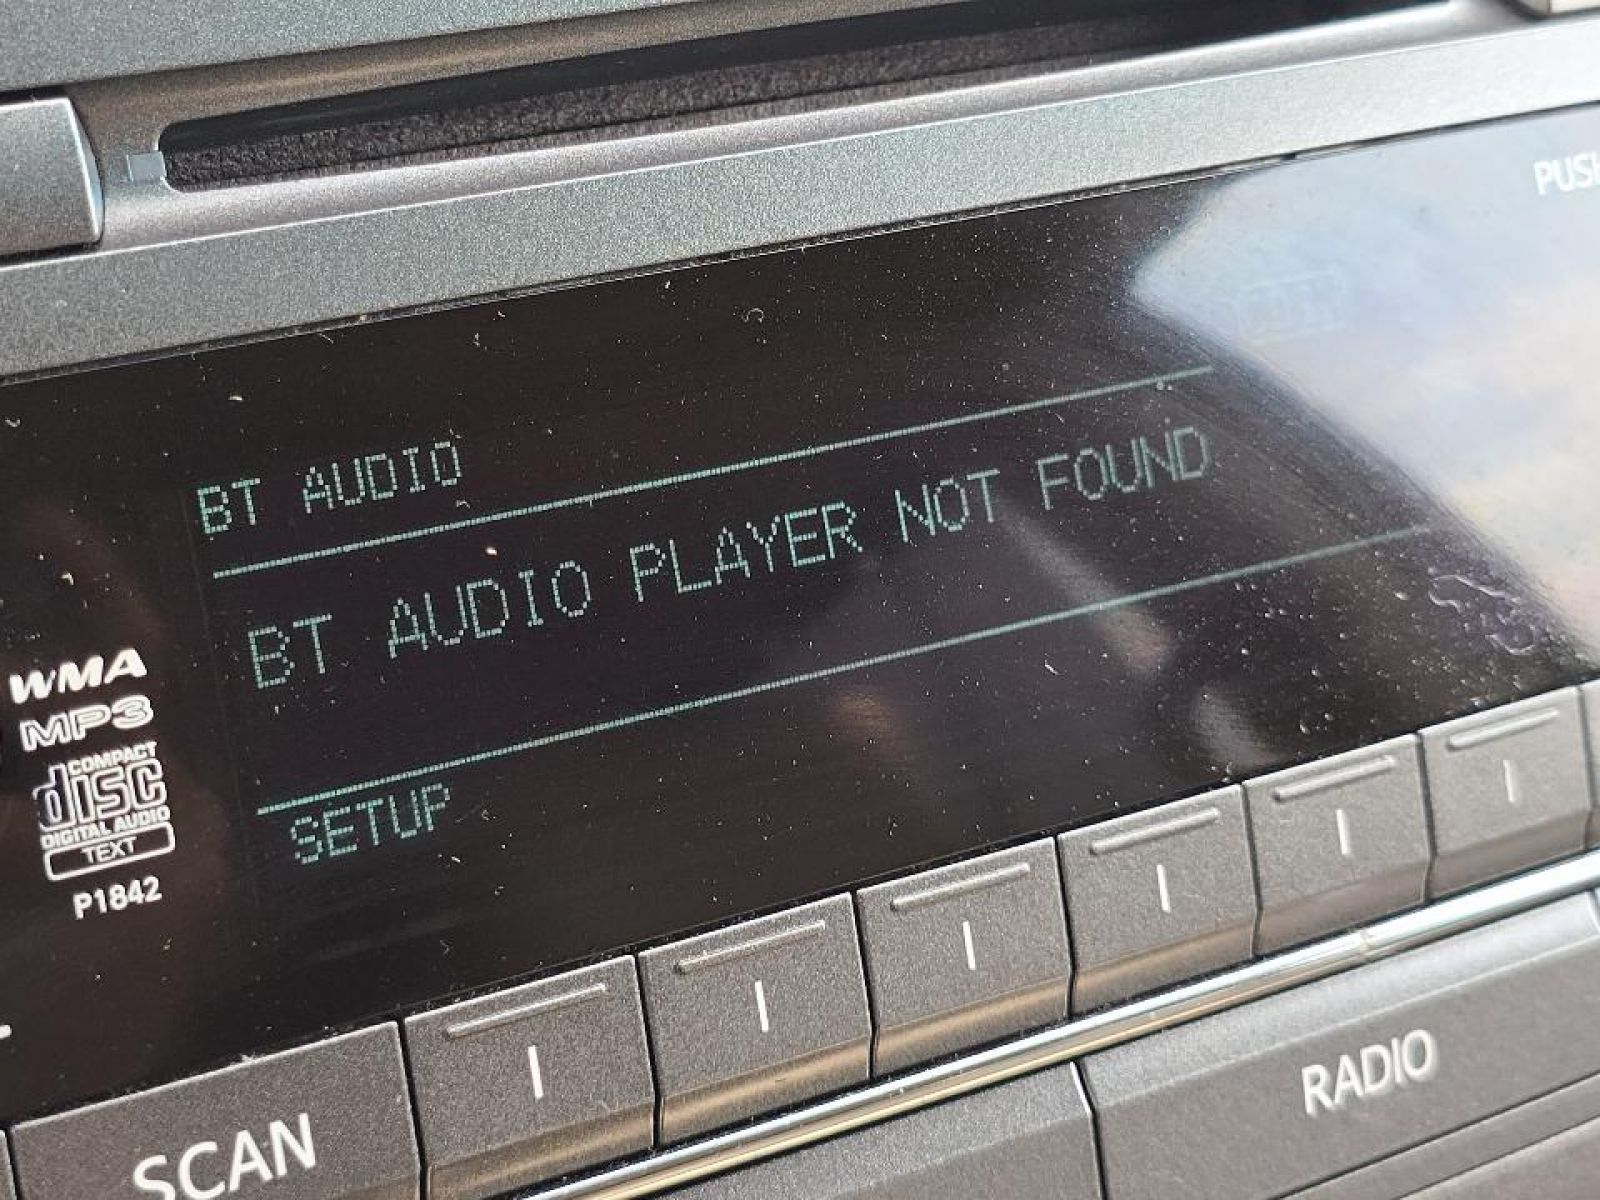 PUSH
BT AUDIO
BT AUDIO PLAYER NOT FOUND
SETUP
WMA
MP3
COMPACT
disc
DIGITAL AUDIO
TEXT
P1842
SCAN
RADIO